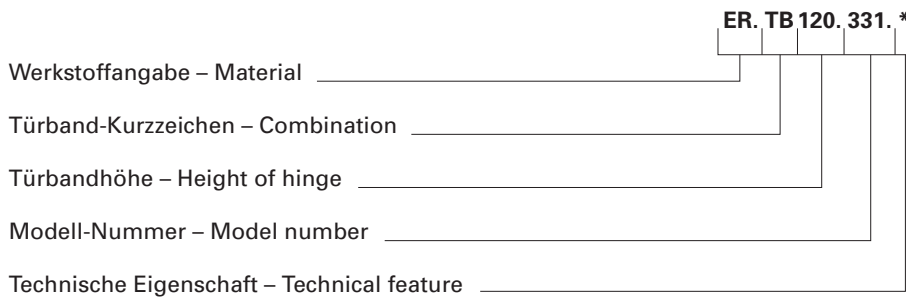 ER. TB 120. 331. *
Werkstoffangabe – Material
Türband-Kurzzeichen – Combination
Türbandhöhe – Height of hinge
Modell-Nummer – Model number
Technische Eigenschaft – Technical feature